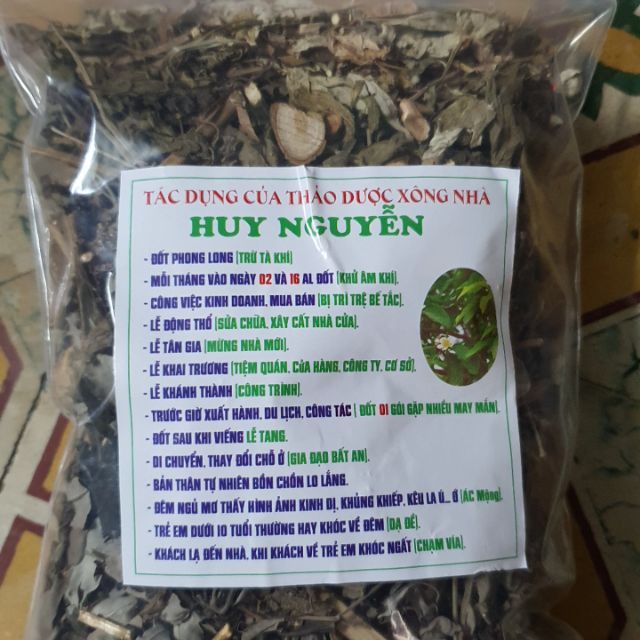 TÁC DỤNG CỦA THẢO DƯỢC XÔNG NHÀ
HUY NGUYỄN
- ĐỐT PHONG LONG (TRỪ TÀ KHÍ)
- MỖI THÁNG VÀO NGÀY 02 VÀ 16 AL ĐỐT (KHỬ ÂM KHÍ).
- CÔNG VIỆC KINH DOANH, MUA BÁN (BỊ TRÌ TRỆ BẾ TẮC).
- LỄ ĐỘNG THỔ (SỬA CHỮA, XÂY CẤT NHÀ CỬA).
- LỄ TÂN GIA (MỪNG NHÀ MỚI).
- LỄ KHAI TRƯƠNG (TIỆM QUÁN, CỬA HÀNG, CÔNG TY, CƠ SỞ).
- LỄ KHÁNH THÀNH (CÔNG TRÌNH).
- TRƯỚC GIỜ XUẤT HÀNH, DU LỊCH, CÔNG TÁC ( ĐỐT 01 GÓI GẶP NHIỀU MAY MẮN).
- ĐỐT SAU KHI VIẾNG LỄ TANG.
- DI CHUYỂN, THAY ĐỔI CHỖ Ở (GIA ĐẠO BẤT AN).
- BẢN THÂN TỰ NHIÊN BỒN CHỒN LO LẮNG.
- ĐÊM NGỦ MƠ THẤY HÌNH ẢNH KINH DỊ, KHỦNG KHIẾP, KÊU LA Ú... Ớ (ÁC MỘNG).
- TRẺ EM DƯỚI 10 TUỔI THƯỜNG HAY KHÓC VỀ ĐÊM (DẠ ĐỀ).
- KHÁCH LẠ ĐẾN NHÀ, KHI KHÁCH VỀ TRẺ EM KHÓC NGẤT (CHẠM VÍA).